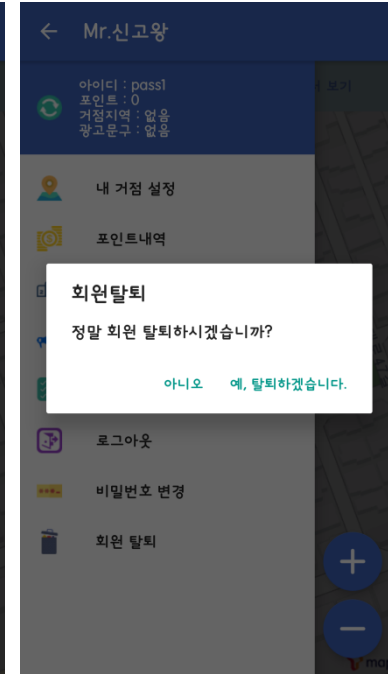 Mr.신고왕
아이디 : pass1
포인트 : 0
거점지역 : 없음
광고문구 : 없음
보기
내 거점 설정
포인트내역
회원탈퇴
정말 회원 탈퇴하시겠습니까?
아니오 예, 탈퇴하겠습니다.
로그아웃
비밀번호 변경
회원 탈퇴
map